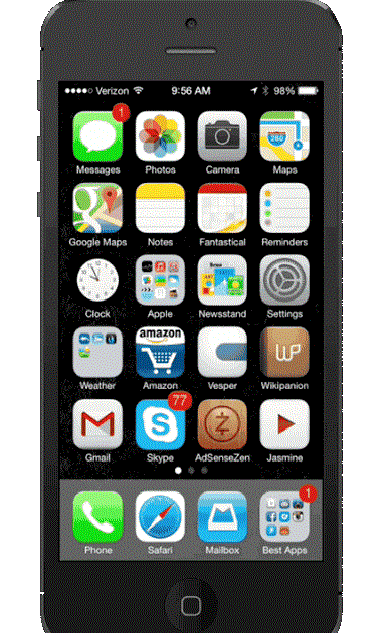 Verizon 9:56 AM 98%
1
Messages Photos Camera Maps
280
Google Maps Notes Fantastical Reminders
Clock Apple Newsstand Settings
amazon
WP
Weather Amazon Vesper Wikipanion
77
S
Z
Gmail Skype AdSenseZen Jasmine
1
Phone Safari Mailbox Best Apps